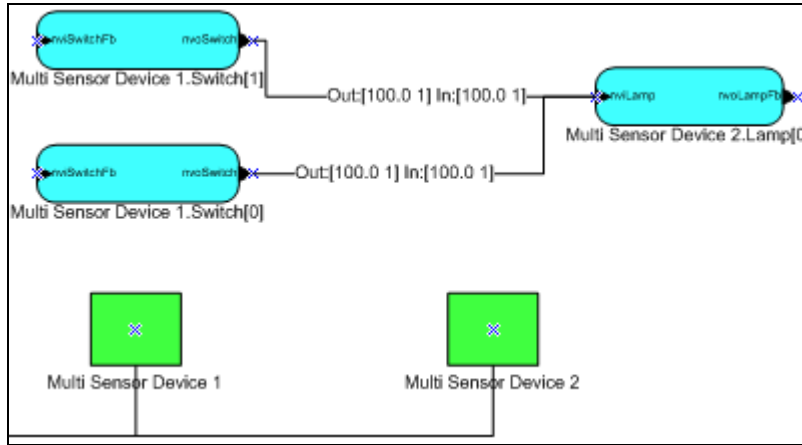 nviSwitchFb nvoSwitch
Multi Sensor Device 1.Switch[1]
Out:[100.0 1] In:[100.0 1]
nviLamp nvoLampFb
Multi Sensor Device 2.Lamp[0
nviSwitchFb nvoSwitch
Out:[100.0 1] In:[100.0 1]
Multi Sensor Device 1.Switch[0]
Multi Sensor Device 1
Multi Sensor Device 2